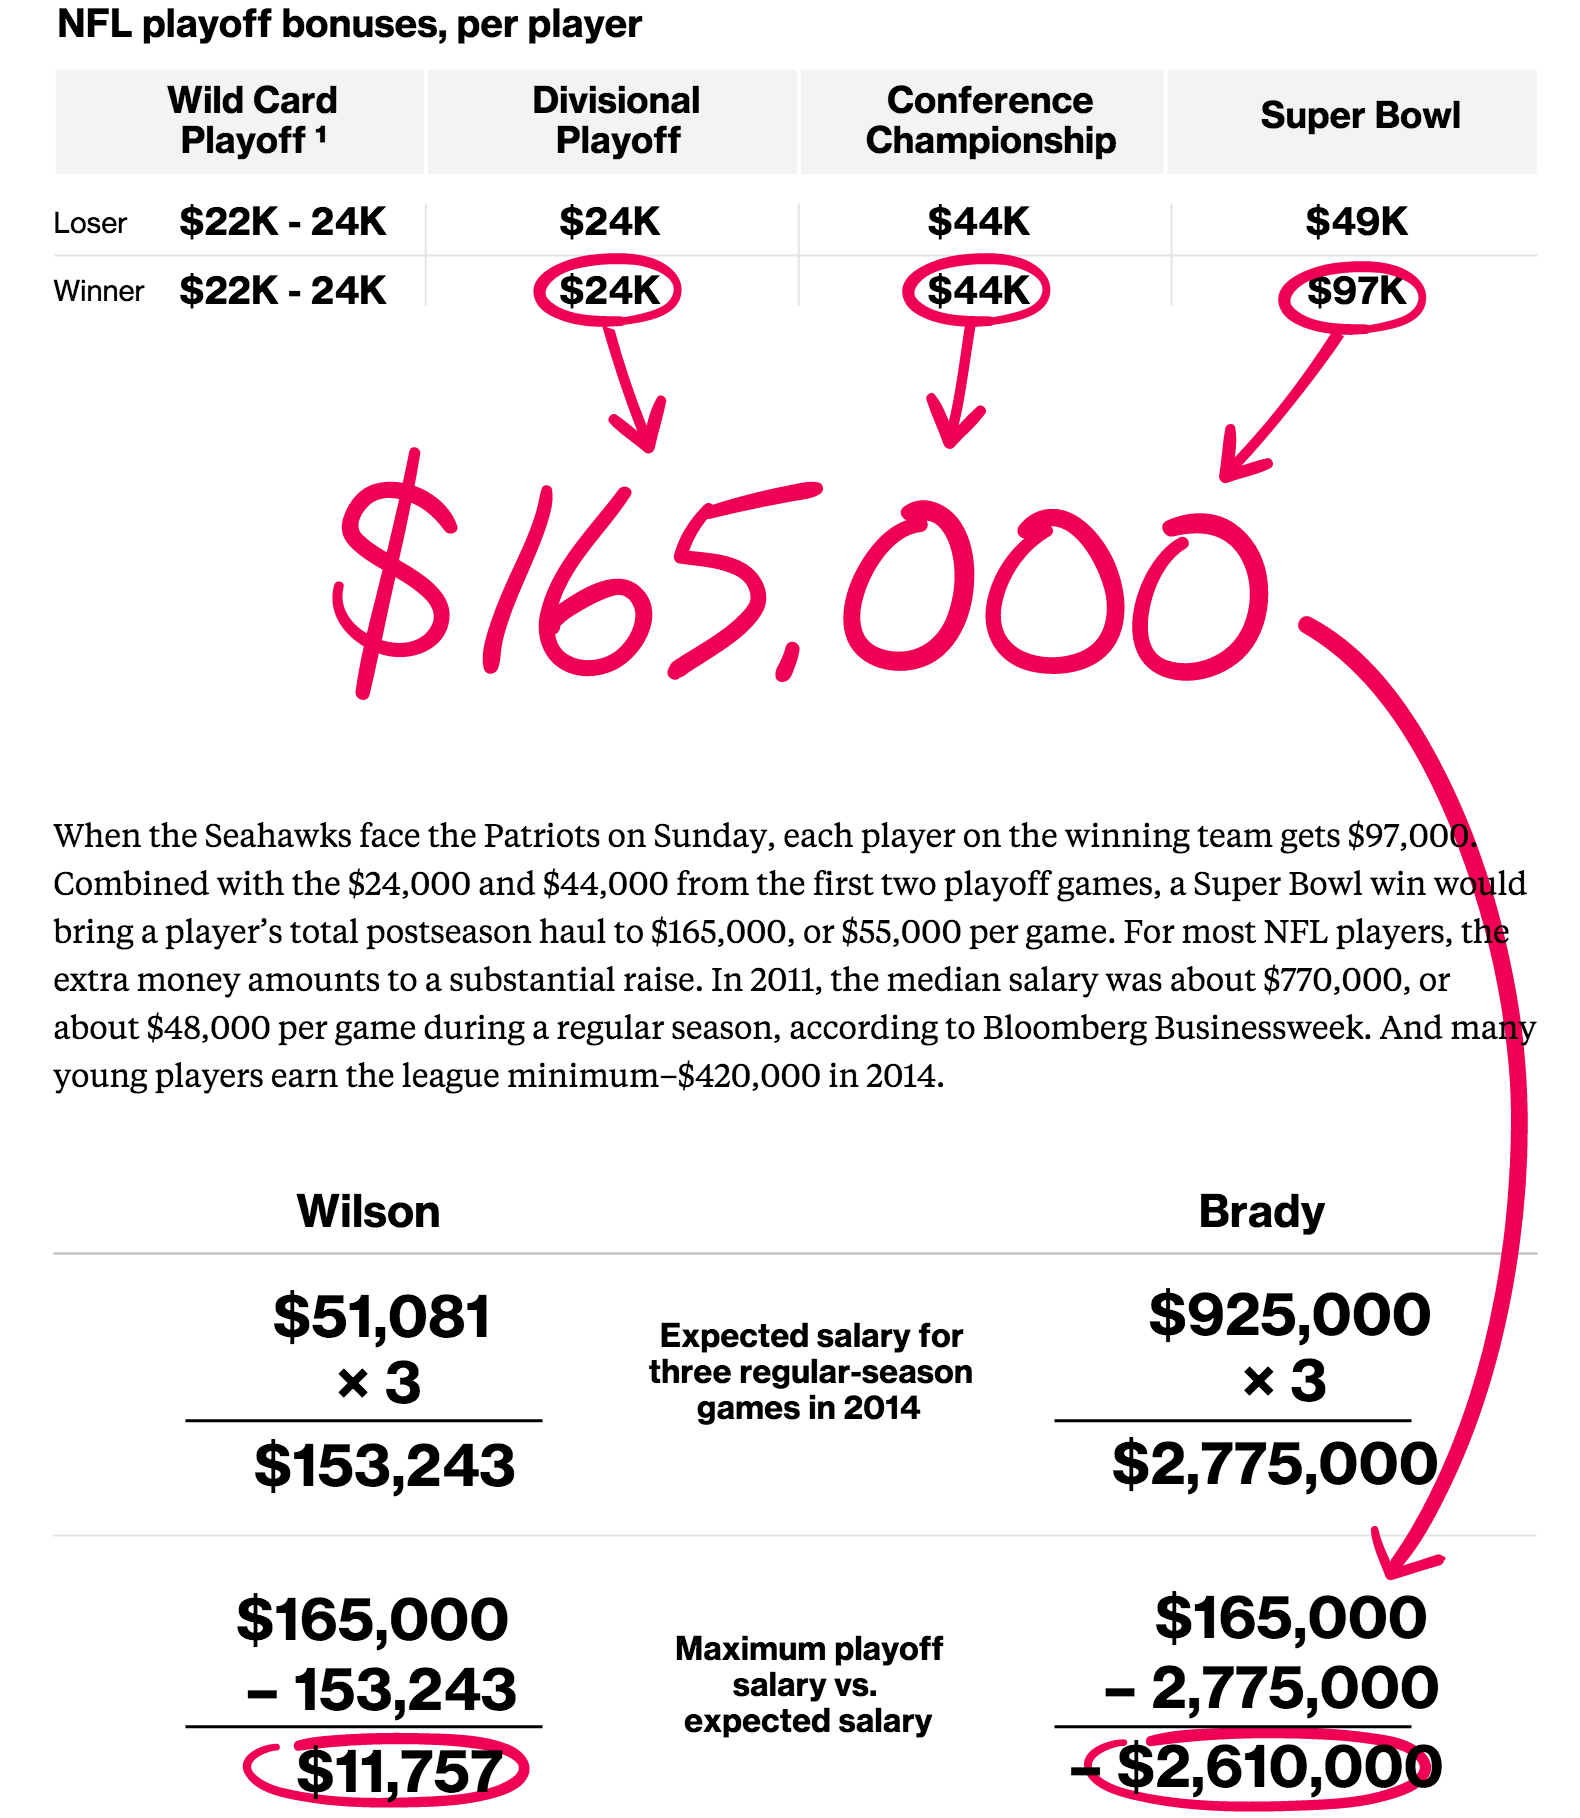 NFL playoff bonuses, per player
Wild Card Playoff ¹ Divisional Playoff Conference Championship Super Bowl
Loser $22K - 24K $24K $44K $49K
Winner $22K - 24K $24K $44K $97K
$165,000
When the Seahawks face the Patriots on Sunday, each player on the winning team gets $97,000.
Combined with the $24,000 and $44,000 from the first two playoff games, a Super Bowl win would
bring a player’s total postseason haul to $165,000, or $55,000 per game. For most NFL players, the
extra money amounts to a substantial raise. In 2011, the median salary was about $770,000, or
about $48,000 per game during a regular season, according to Bloomberg Businessweek. And many
young players earn the league minimum–$420,000 in 2014.
Wilson Brady
$51,081
× 3
$153,243
Expected salary for
three regular-season
games in 2014
$925,000
× 3
$2,775,000
$165,000
– 153,243
$11,757
Maximum playoff
salary vs.
expected salary
$165,000
– 2,775,000
– $2,610,000